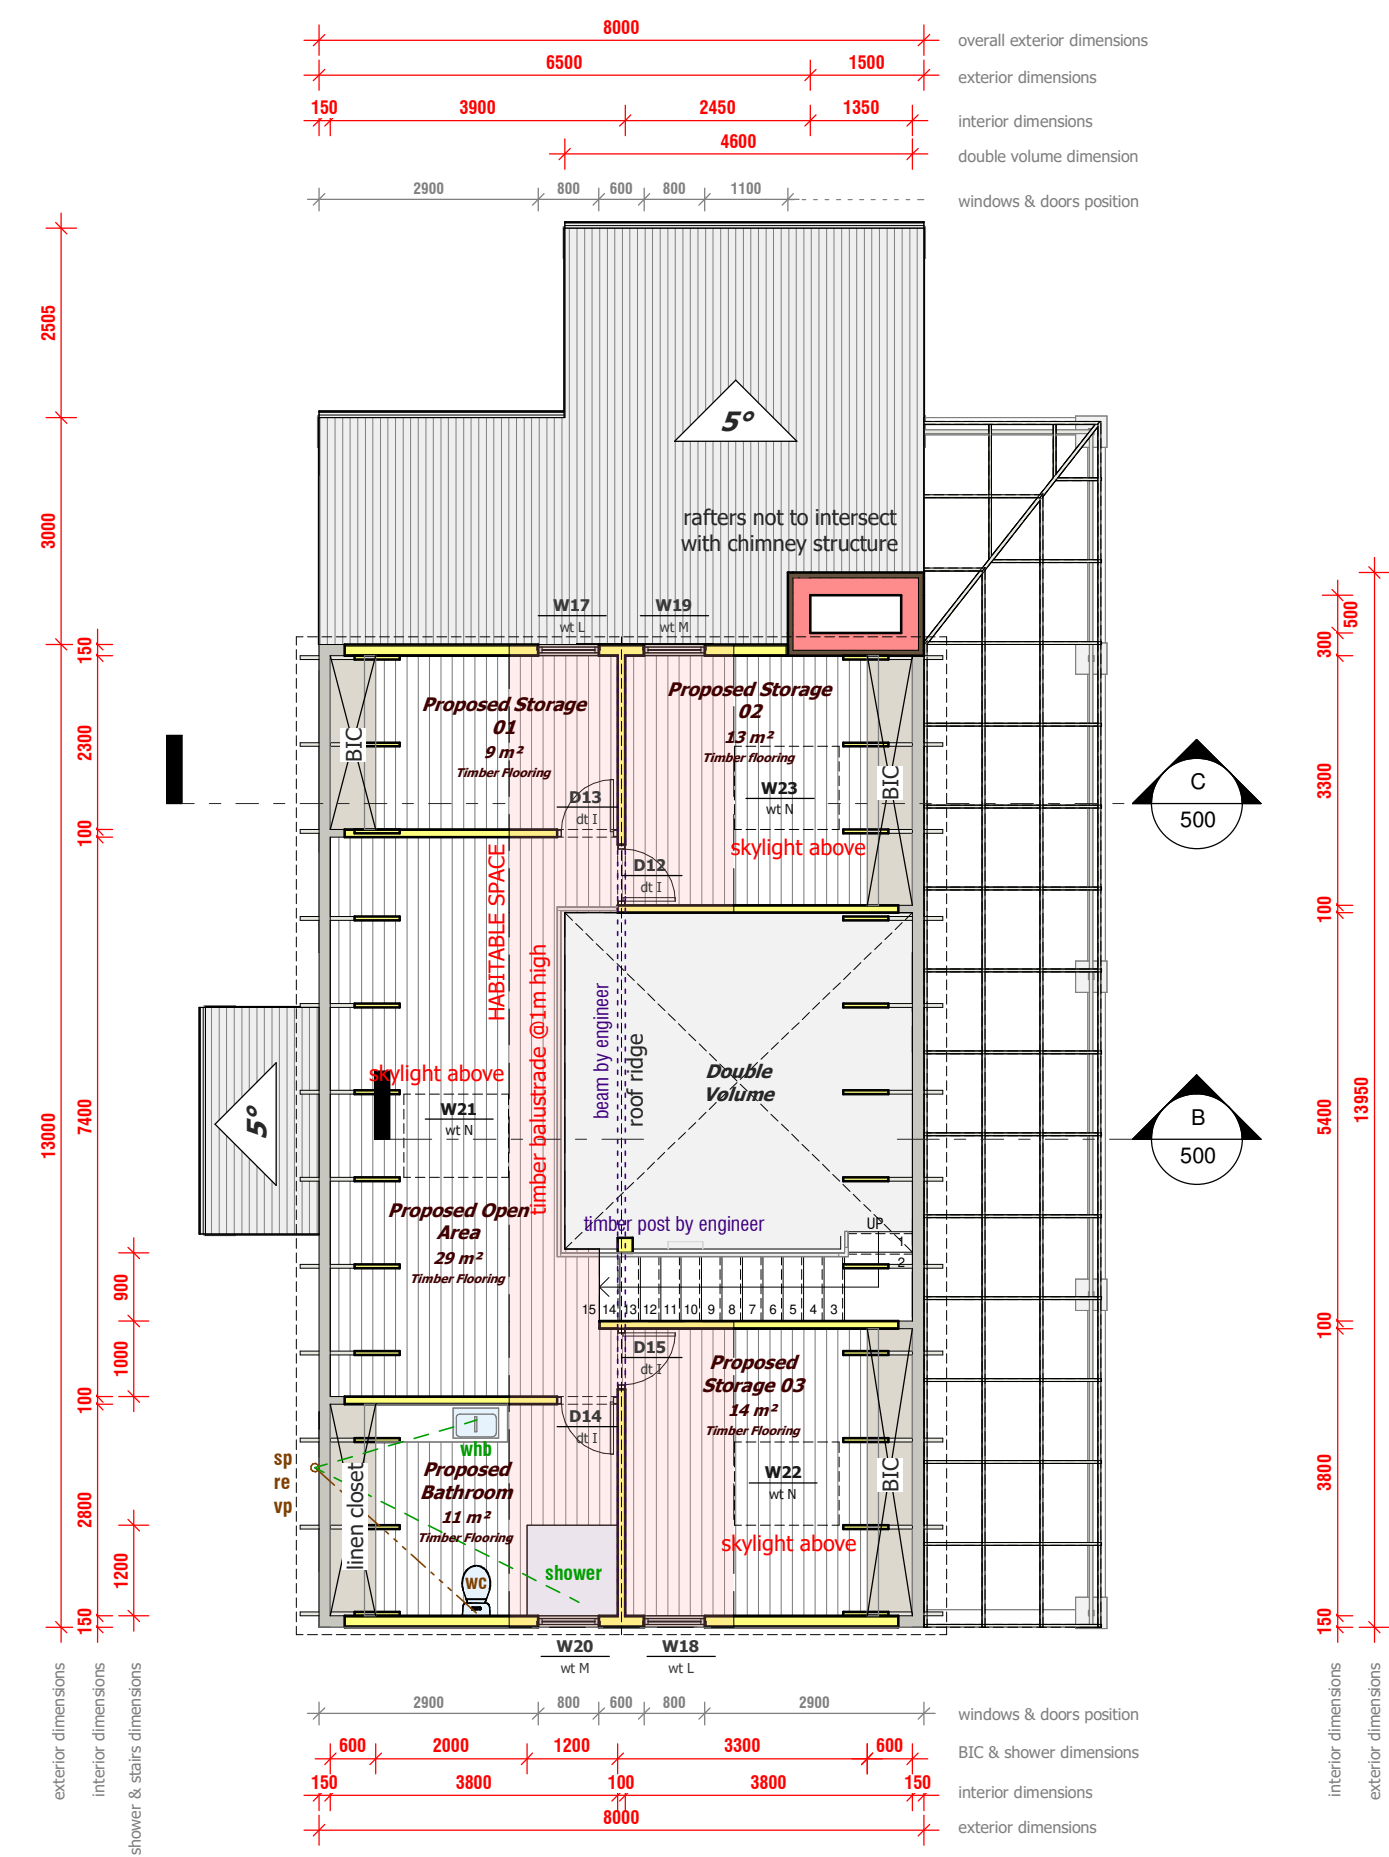 8000
overall exterior dimensions
6500
1500
exterior dimensions
150
3900
2450
1350
interior dimensions
4600
double volume dimension
2900
800
600
800
1100
windows & doors position
2505
5°
3000
rafters not to intersect
with chimney structure
W17
wt L
W19
wt M
500
300
150
Proposed Storage
01
9 m²
Timber Flooring
Proposed Storage
02
13 m²
Timber flooring
BIC
BIC
2300
3300
W23
wt N
D13
dt I
C
500
100
skylight above
D12
dt I
HABITABLE SPACE
100
timber balustrade @1m high
beam by engineer
roof ridge
skylight above
Double
Volume
W21
wt N
5°
B
500
13000
7400
5400
13950
Proposed Open
Area
29 m²
Timber Flooring
timber post by engineer
UP
1
2
900
15 14 13 12 11 10 9 8 7 6 5 4 3
1000
100
D15
dt I
Proposed
Storage 03
14 m²
Timber Flooring
100
D14
dt I
whb
sp
re
vp
Proposed
Bathroom
11 m²
Timber Flooring
linen closet
W22
wt N
BIC
3800
2800
1200
skylight above
shower
wc
150
150
W20
wt M
W18
wt L
exterior dimensions
interior dimensions
shower & stairs dimensions
interior dimensions
exterior dimensions
2900
800
600
800
2900
windows & doors position
600
2000
1200
3300
600
BIC & shower dimensions
150
3800
100
3800
150
interior dimensions
8000
exterior dimensions